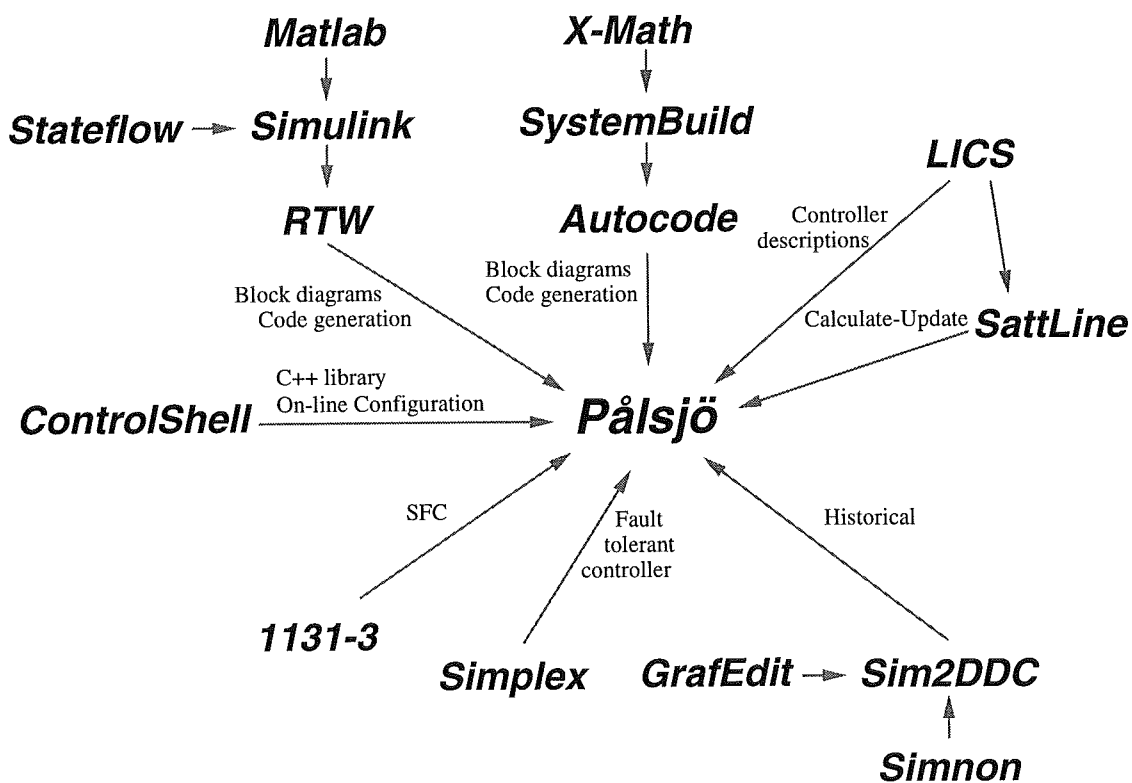 Matlab
X-Math
Stateflow
Simulink
SystemBuild
LICS
RTW
Autocode
Controller
descriptions
Block diagrams
Code generation
Block diagrams
Code generation
Calculate-Update
SattLine
C++ library
On-line Configuration
ControlShell
Pålsjö
SFC
Fault
tolerant
controller
Historical
1131-3
Simplex
GrafEdit
Sim2DDC
Simnon